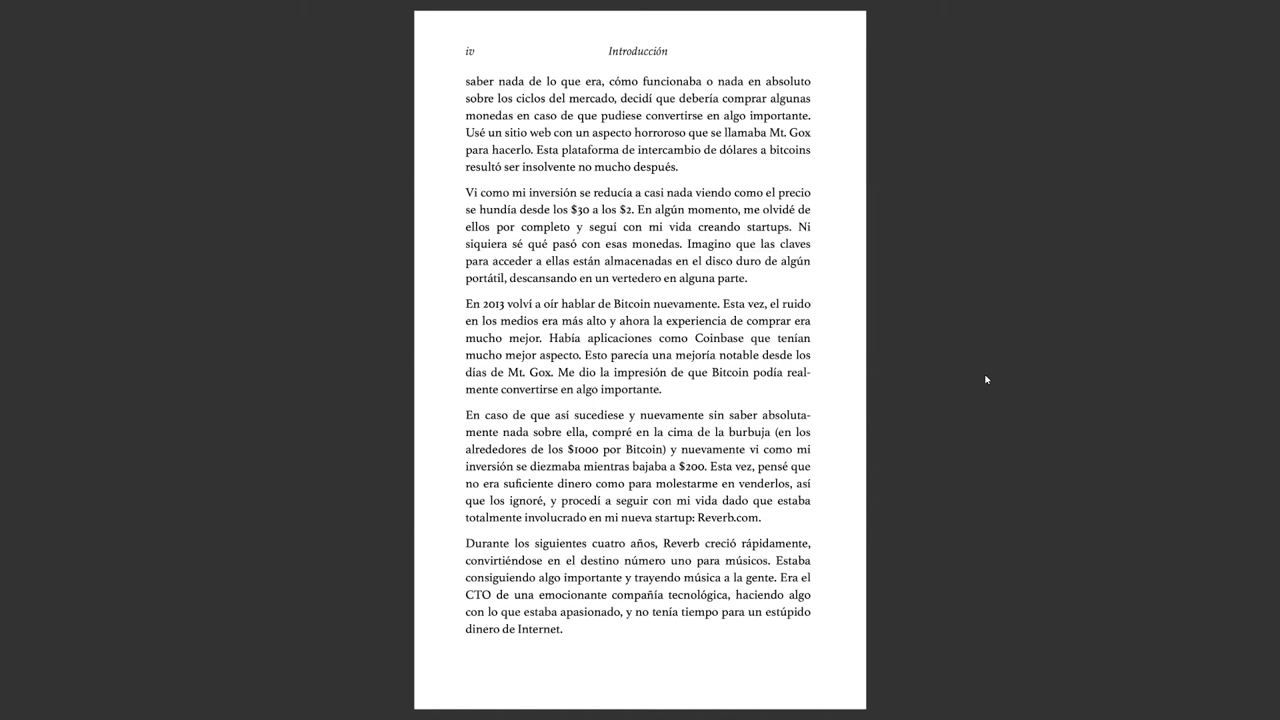 iv Introducción
saber nada de lo que era, cómo funcionaba o nada en absoluto
sobre los ciclos del mercado, decidí que debería comprar algunas
monedas en caso de que pudiese convertirse en algo importante.
Usé un sitio web con un aspecto horroroso que se llamaba Mt. Gox
para hacerlo. Esta plataforma de intercambio de dólares a bitcoins
resultó ser insolvente no mucho después.
Vi como mi inversión se reducía a casi nada viendo como el precio
se hundía desde los $30 a los $2. En algún momento, me olvidé de
ellos por completo y seguí con mi vida creando startups. Ni
siquiera sé qué pasó con esas monedas. Imagino que las claves
para acceder a ellas están almacenadas en el disco duro de algún
portátil, descansando en un vertedero en alguna parte.
En 2013 volví a oír hablar de Bitcoin nuevamente. Esta vez, el ruido
en los medios era más alto y ahora la experiencia de comprar era
mucho mejor. Había aplicaciones como Coinbase que tenían
mucho mejor aspecto. Esto parecía una mejoría notable desde los
días de Mt. Gox. Me dio la impresión de que Bitcoin podía real-
mente convertirse en algo importante.
En caso de que así sucediese y nuevamente sin saber absoluta-
mente nada sobre ella, compré en la cima de la burbuja (en los
alrededores de los $1000 por Bitcoin) y nuevamente vi como mi
inversión se diezmaba mientras bajaba a $200. Esta vez, pensé que
no era suficiente dinero como para molestarme en venderlos, así
que los ignoré, y procedí a seguir con mi vida dado que estaba
totalmente involucrado en mi nueva startup: Reverb.com.
Durante los siguientes cuatro años, Reverb creció rápidamente,
convirtiéndose en el destino número uno para músicos. Estaba
consiguiendo algo importante y trayendo música a la gente. Era el
CTO de una emocionante compañía tecnológica, haciendo algo
con lo que estaba apasionado, y no tenía tiempo para un estúpido
dinero de Internet.